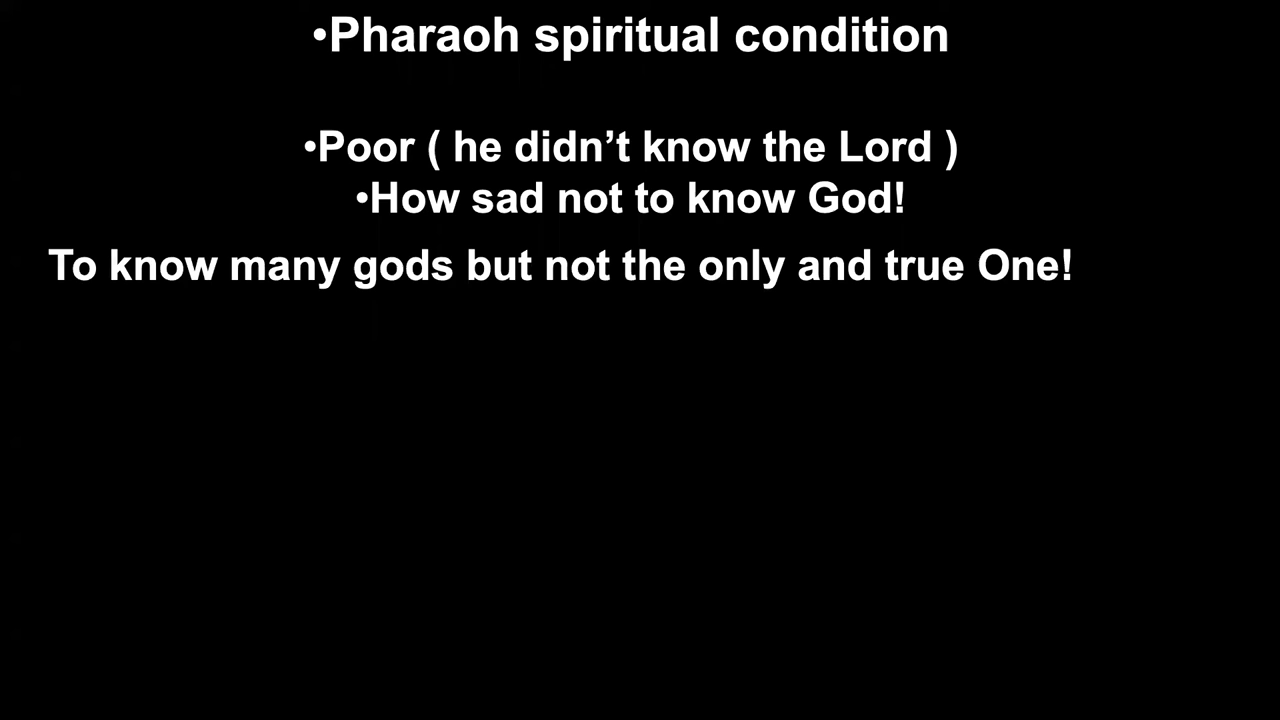 •Pharaoh spiritual condition
•Poor ( he didn’t know the Lord )
•How sad not to know God!
To know many gods but not the only and true One!